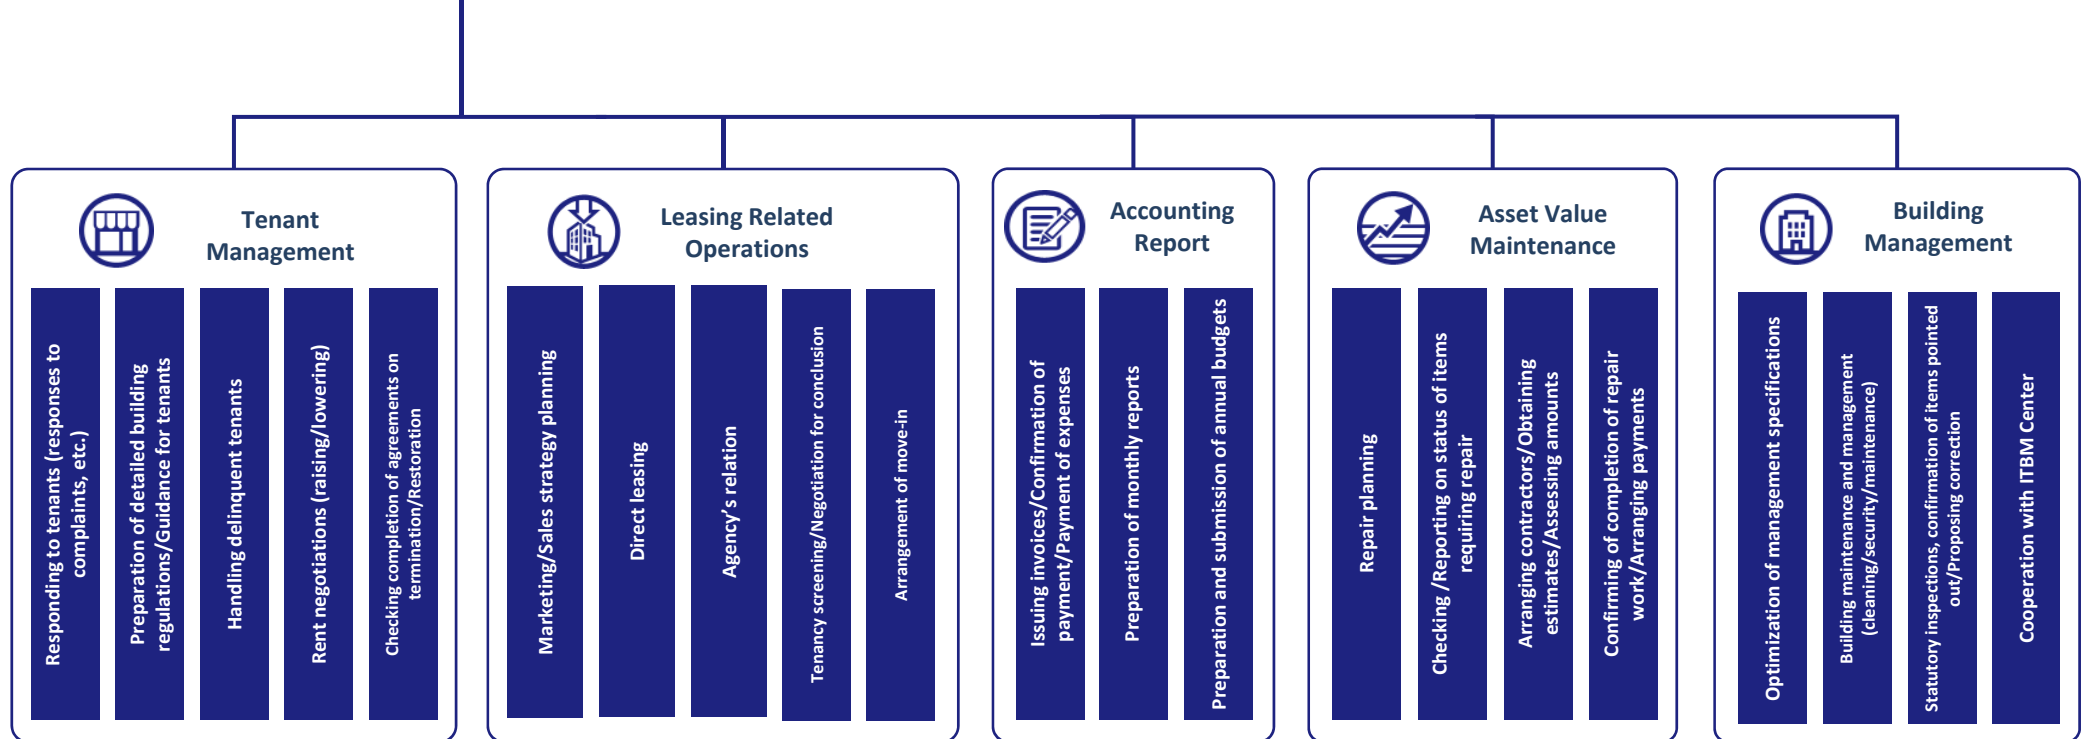 Tenant
Management
Responding to tenants (responses to
complaints, etc.)
Preparation of detailed building
regulations/Guidance for tenants
Handling delinquent tenants
Rent negotiations (raising/lowering)
Checking completion of agreements on
termination/Restoration
Leasing Related
Operations
Marketing/Sales strategy planning
Direct leasing
Agency’s relation
Tenancy screening/Negotiation for conclusion
Arrangement of move-in
Accounting
Report
Issuing invoices/Confirmation of
payment/Payment of expenses
Preparation of monthly reports
Preparation and submission of annual budgets
Asset Value
Maintenance
Repair planning
Checking /Reporting on status of items
requiring repair
Arranging contractors/Obtaining
estimates/Assessing amounts
Confirming of completion of repair
work/Arranging payments
Building
Management
Optimization of management specifications
Building maintenance and management
(cleaning/security/maintenance)
Statutory inspections, confirmation of items pointed
out/Proposing correction
Cooperation with ITBM Center